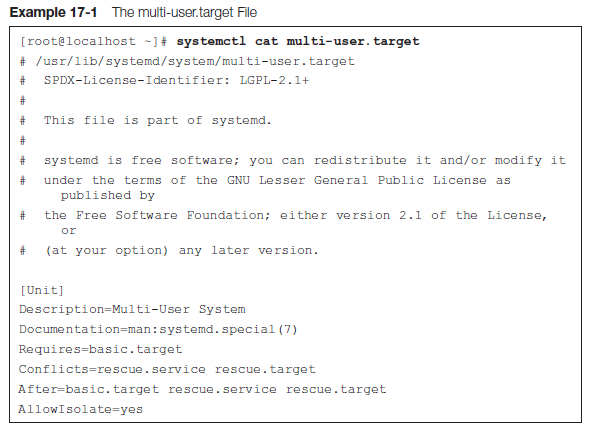 Example 17-1 The multi-user.target File
[root@localhost ~]# systemctl cat multi-user.target
# /usr/lib/systemd/system/multi-user.target
# SPDX-License-Identifier: LGPL-2.1+
#
# This file is part of systemd.
#
# systemd is free software; you can redistribute it and/or modify it
# under the terms of the GNU Lesser General Public License as
published by
# the Free Software Foundation; either version 2.1 of the License,
or
# (at your option) any later version.
[Unit]
Description=Multi-User System
Documentation=man:systemd.special(7)
Requires=basic.target
Conflicts=rescue.service rescue.target
After=basic.target rescue.service rescue.target
AllowIsolate=yes